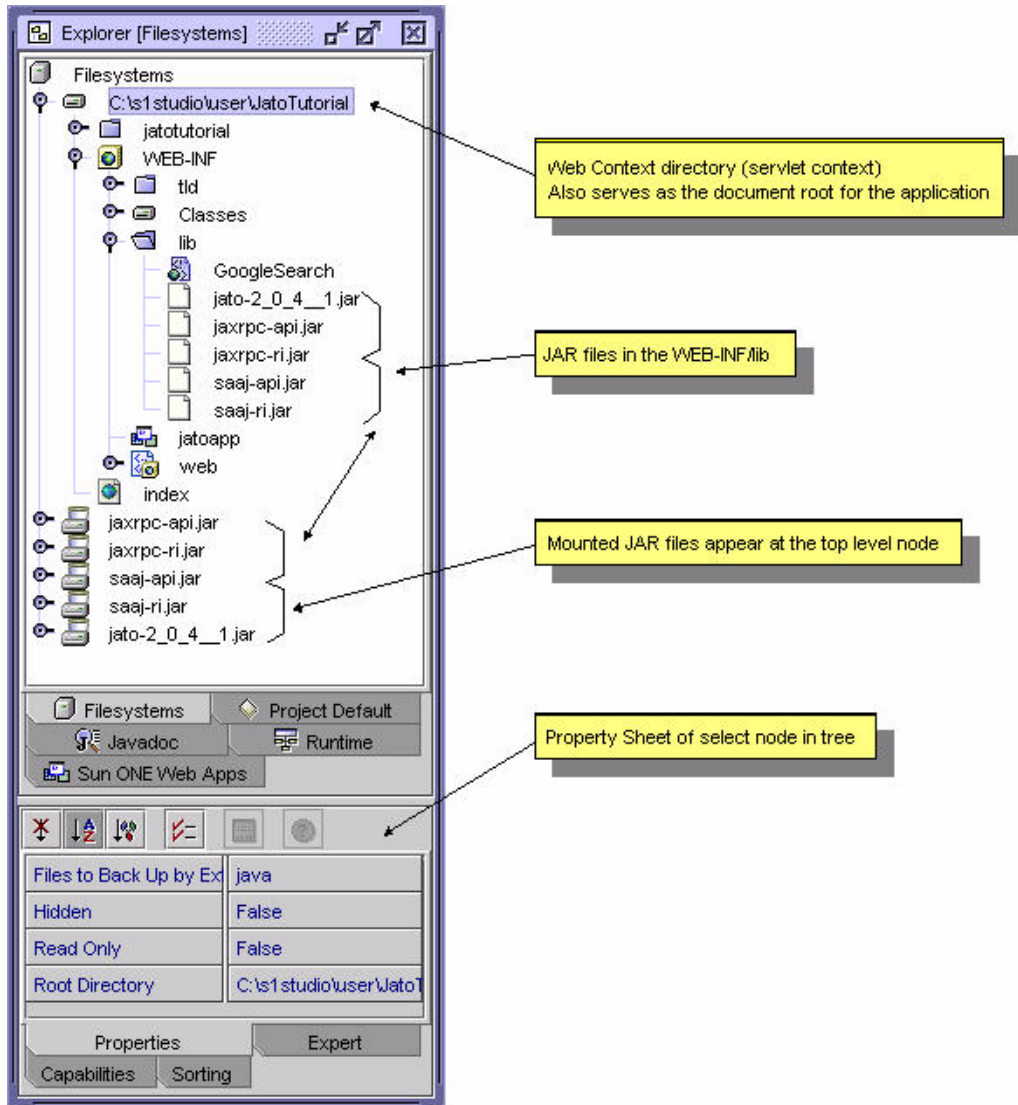 Explorer [Filesystems]
Filesystems
C:\s1studio\user\JatoTutorial
jatotutorial
WEB-INF
tld
Classes
lib
GoogleSearch
jato-2_0_4__1.jar
jaxrpc-api.jar
jaxrpc-ri.jar
saaj-api.jar
saaj-ri.jar
jatoapp
web
index
jaxrpc-api.jar
jaxrpc-ri.jar
saaj-api.jar
saaj-ri.jar
jato-2_0_4__1.jar
Web Context directory (servlet context)
Also serves as the document root for the application
JAR files in the WEB-INF/lib
Mounted JAR files appear at the top level node
Filesystems
Project Default
Javadoc
Runtime
Sun ONE Web Apps
Property Sheet of select node in tree
Files to Back Up by Ex
java
Hidden
False
Read Only
False
Root Directory
C:\s1studio\user\JatoT
Properties
Expert
Capabilities
Sorting